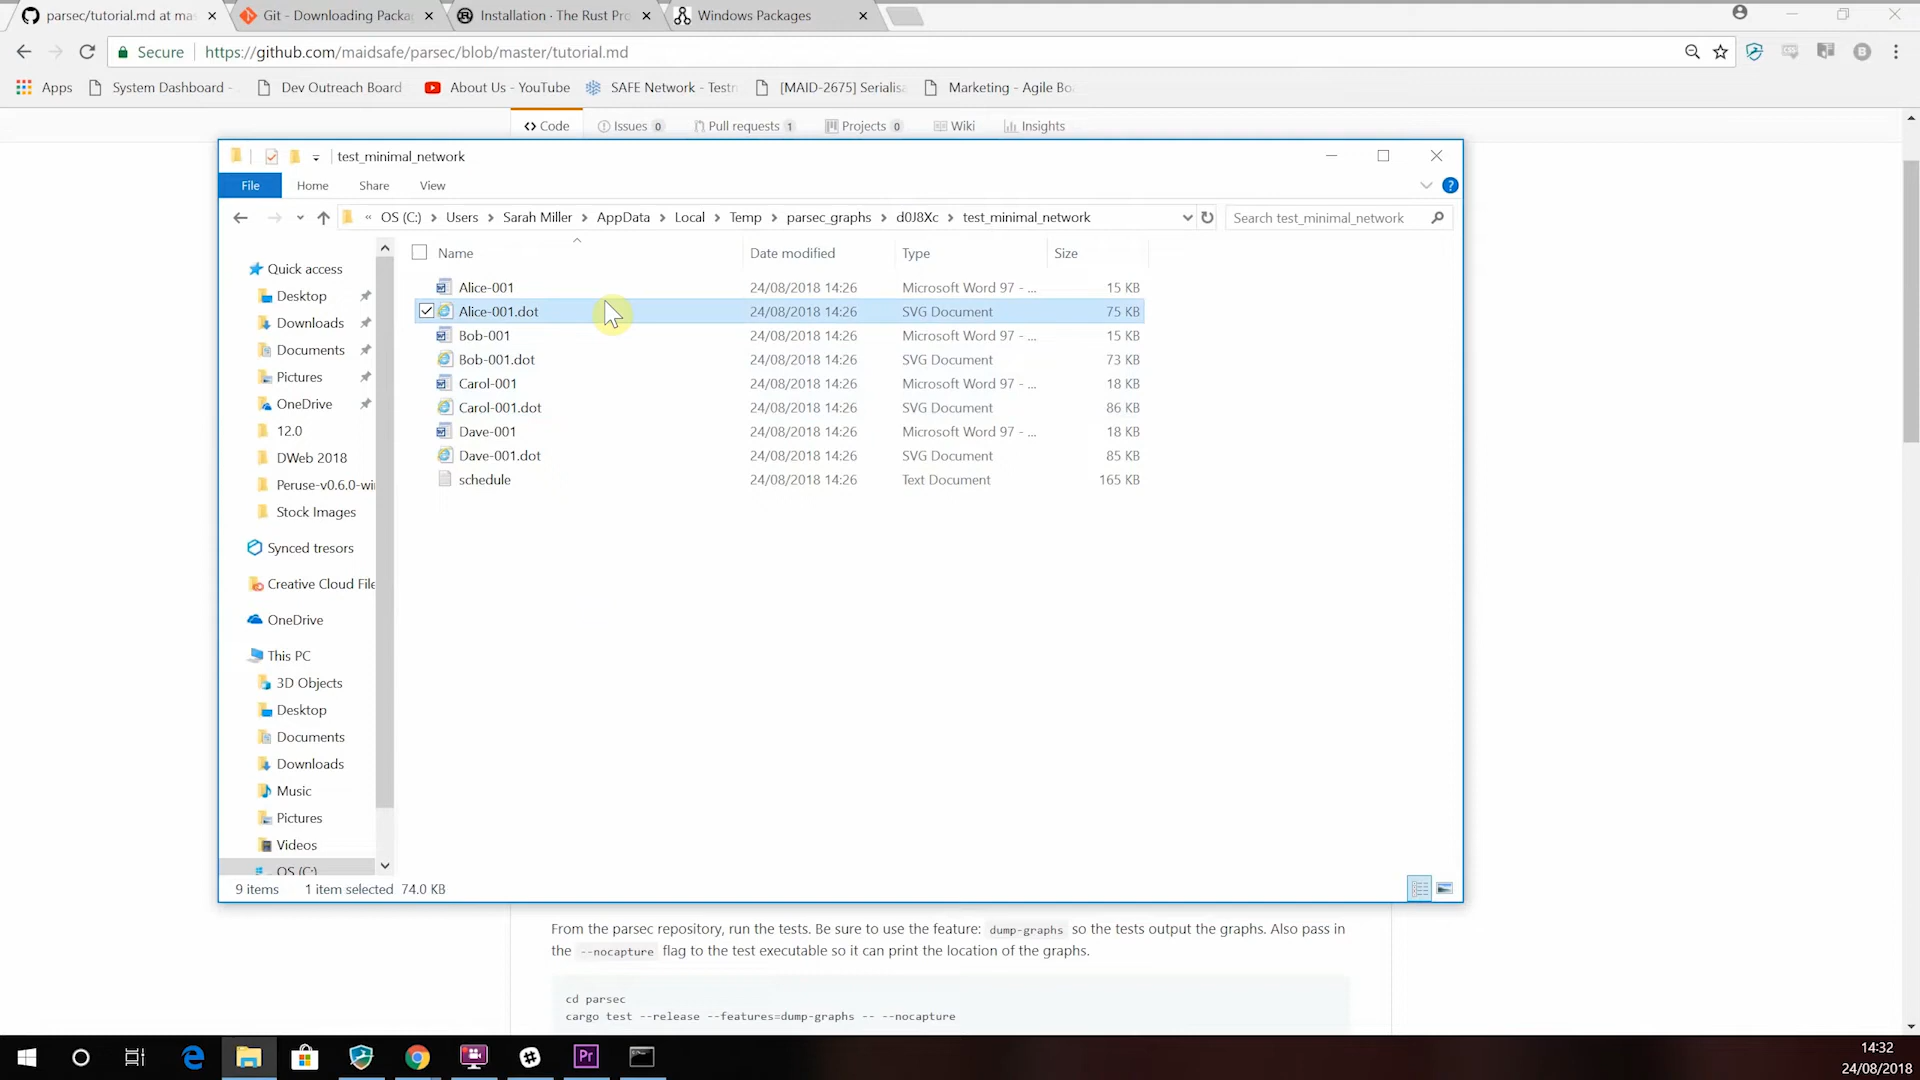 parsec/tutorial.md at mas
Git - Downloading Packag
Installation · The Rust Pro
Windows Packages
Secure
https://github.com/maidsafe/parsec/blob/master/tutorial.md
Apps
System Dashboard -
Dev Outreach Board
About Us - YouTube
SAFE Network - Testn
[MAID-2675] Serialisa
Marketing - Agile Bo
Code
Issues 0
Pull requests 1
Projects 0
Wiki
Insights
test_minimal_network
File
Home
Share
View
« OS (C:) › Users › Sarah Miller › AppData › Local › Temp › parsec_graphs › d0J8Xc › test_minimal_network
Search test_minimal_network
Name Date modified Type Size
Alice-001 24/08/2018 14:26 Microsoft Word 97 - ... 15 KB
Alice-001.dot 24/08/2018 14:26 SVG Document 75 KB
Bob-001 24/08/2018 14:26 Microsoft Word 97 - ... 15 KB
Bob-001.dot 24/08/2018 14:26 SVG Document 73 KB
Carol-001 24/08/2018 14:26 Microsoft Word 97 - ... 18 KB
Carol-001.dot 24/08/2018 14:26 SVG Document 86 KB
Dave-001 24/08/2018 14:26 Microsoft Word 97 - ... 18 KB
Dave-001.dot 24/08/2018 14:26 SVG Document 85 KB
schedule 24/08/2018 14:26 Text Document 165 KB
Quick access
Desktop
Downloads
Documents
Pictures
OneDrive
12.0
DWeb 2018
Peruse-v0.6.0-wi
Stock Images
Synced tresors
Creative Cloud File
OneDrive
This PC
3D Objects
Desktop
Documents
Downloads
Music
Pictures
Videos
OS (C:)
9 items 1 item selected 74.0 KB
From the parsec repository, run the tests. Be sure to use the feature: dump-graphs so the tests output the graphs. Also pass in
the --nocapture flag to the test executable so it can print the location of the graphs.
cd parsec
cargo test --release --features=dump-graphs -- --nocapture
Pr
14:32
24/08/2018